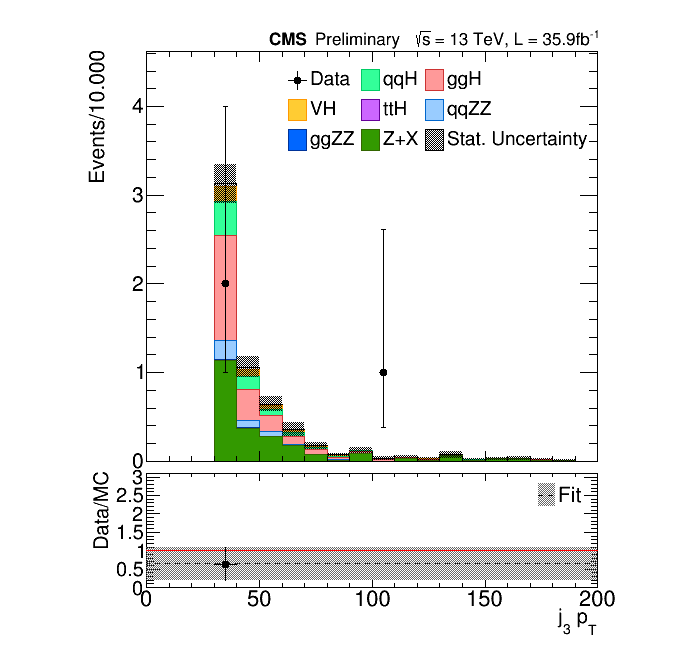 CMS Preliminary √s = 13 TeV, L = 35.9fb-1
Events/10.000
4
3
2
1
0
Data qqH ggH
VH ttH qqZZ
ggZZ Z+X Stat. Uncertainty
Data/MC
3
2.5
2
1.5
1
0.5
0
Fit
0 50 100 150 200
j3 pT